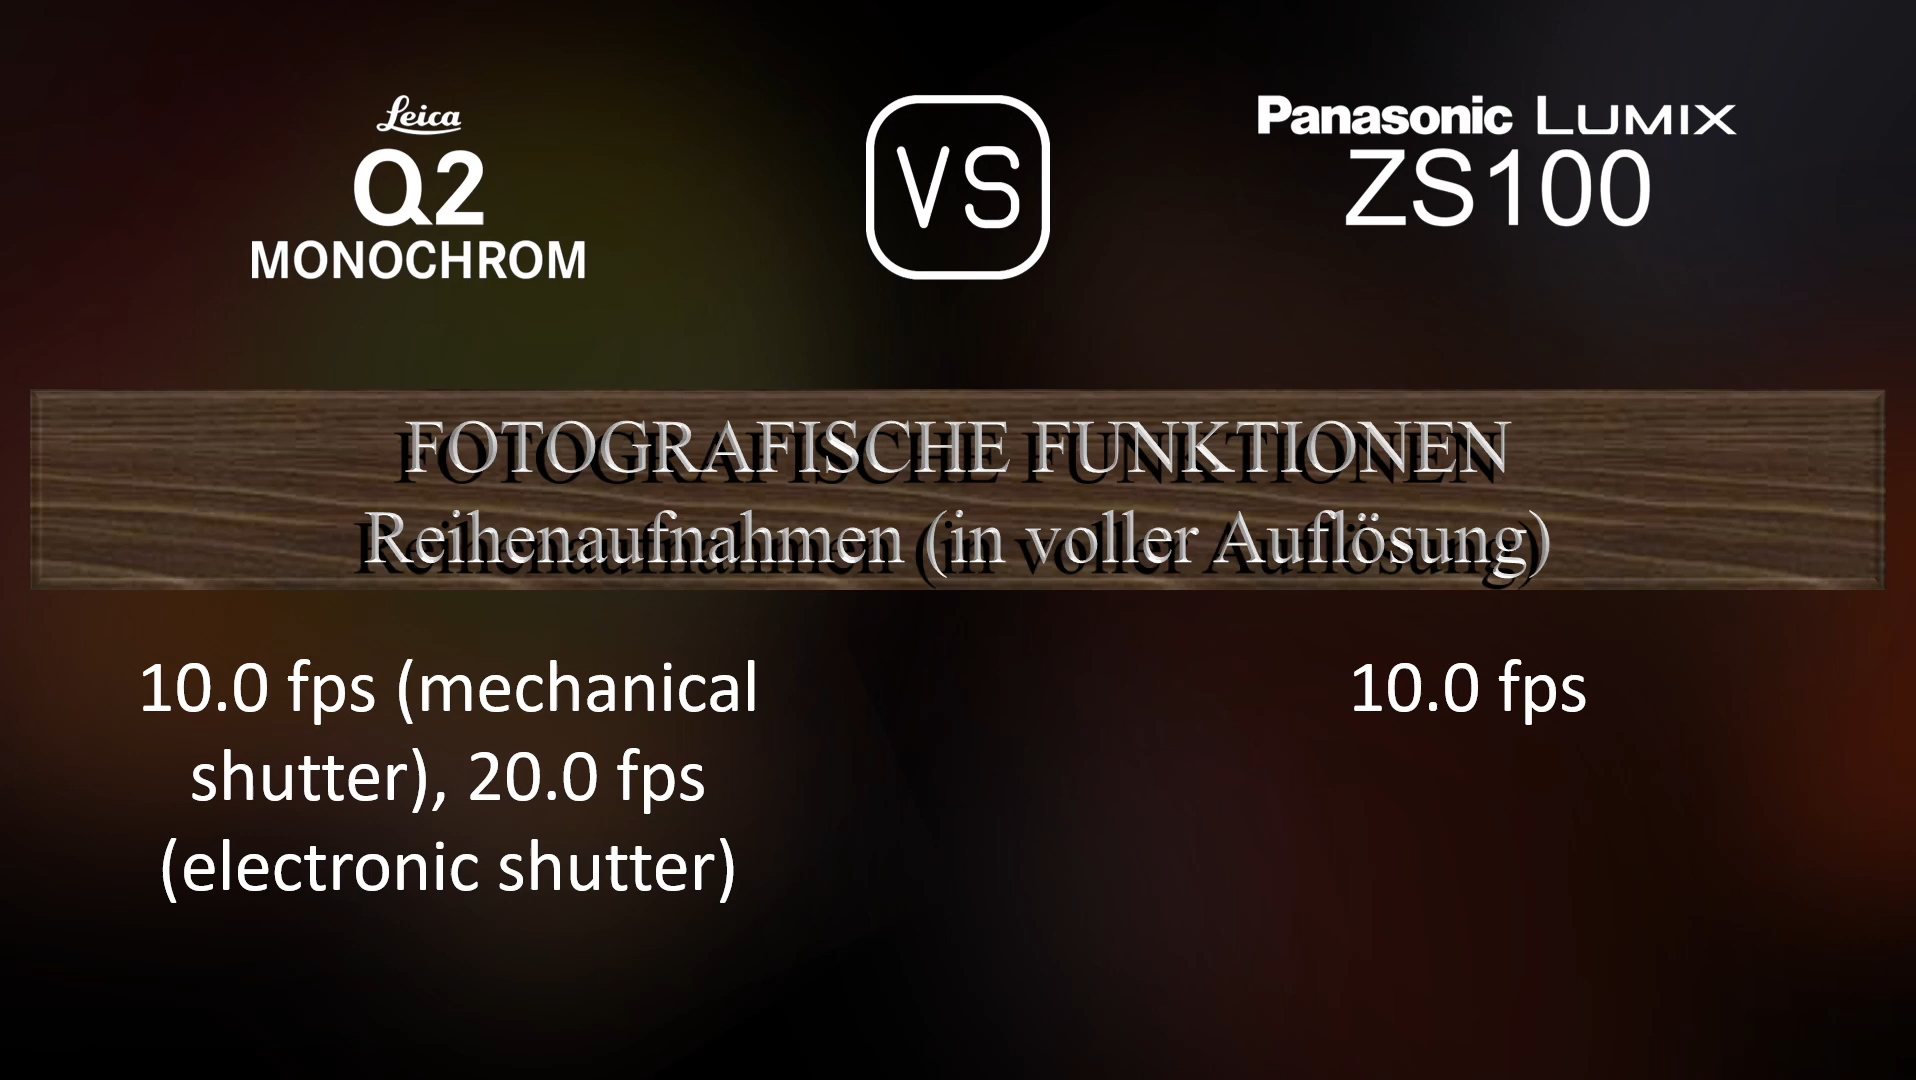 Leica
Q2
MONOCHROM
VS
Panasonic LUMIX
ZS100
FOTOGRAFISCHE FUNKTIONEN
Reihenaufnahmen (in voller Auflösung)
10.0 fps (mechanical
shutter), 20.0 fps
(electronic shutter)
10.0 fps